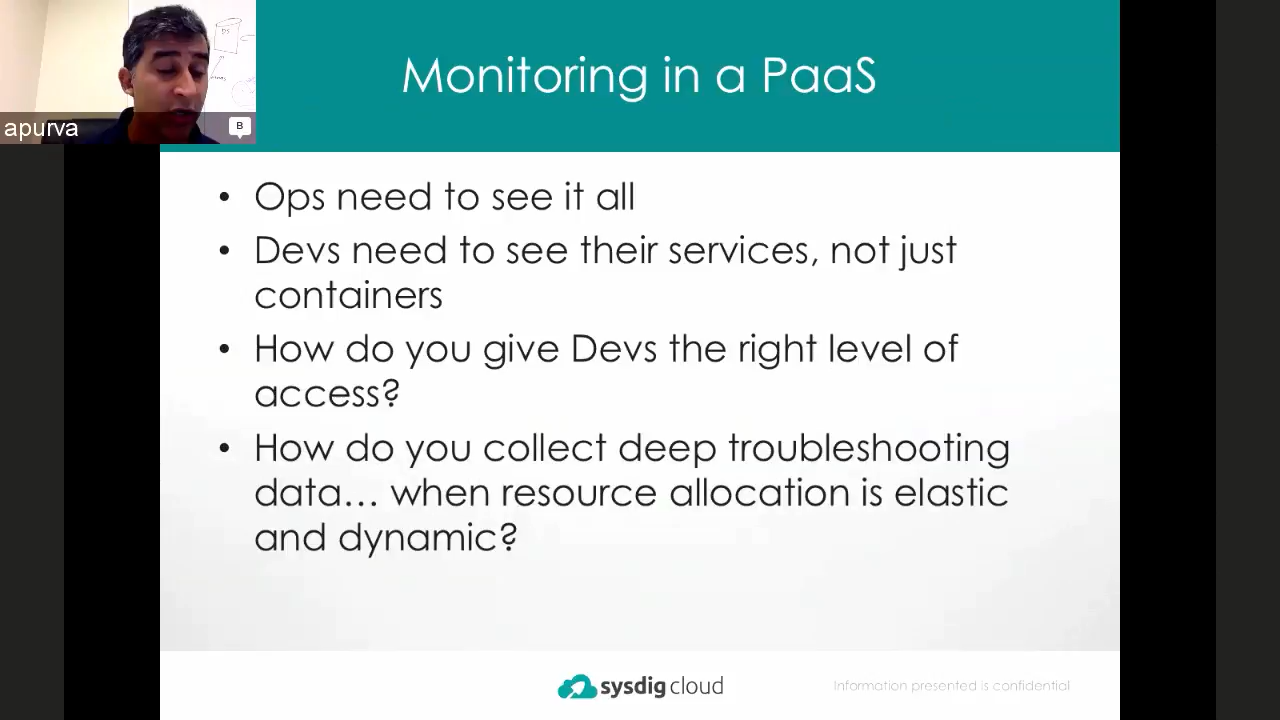 Monitoring in a PaaS
DS
apurva
B
• Ops need to see it all
• Devs need to see their services, not just
containers
• How do you give Devs the right level of
access?
• How do you collect deep troubleshooting
data... when resource allocation is elastic
and dynamic?
sysdig cloud
Information presented is confidential